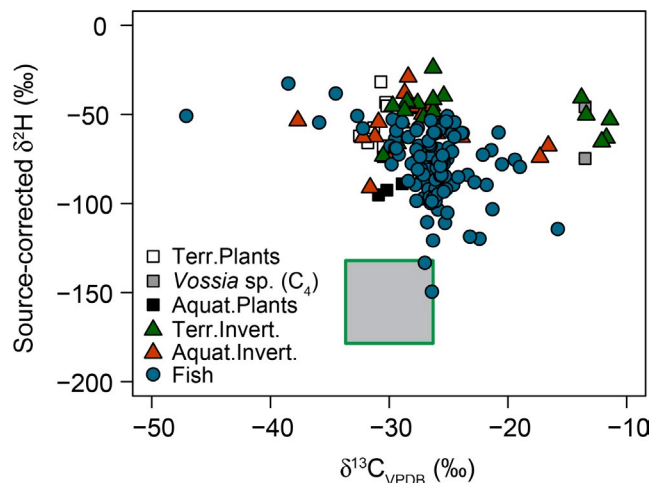 Source-corrected δ²H (‰)
0
−50
−100
−150
−200
Terr.Plants
Vossia sp. (C₄)
Aquat.Plants
Terr.Invert.
Aquat.Invert.
Fish
−50 −40 −30 −20 −10
δ¹³C_VPDB (‰)